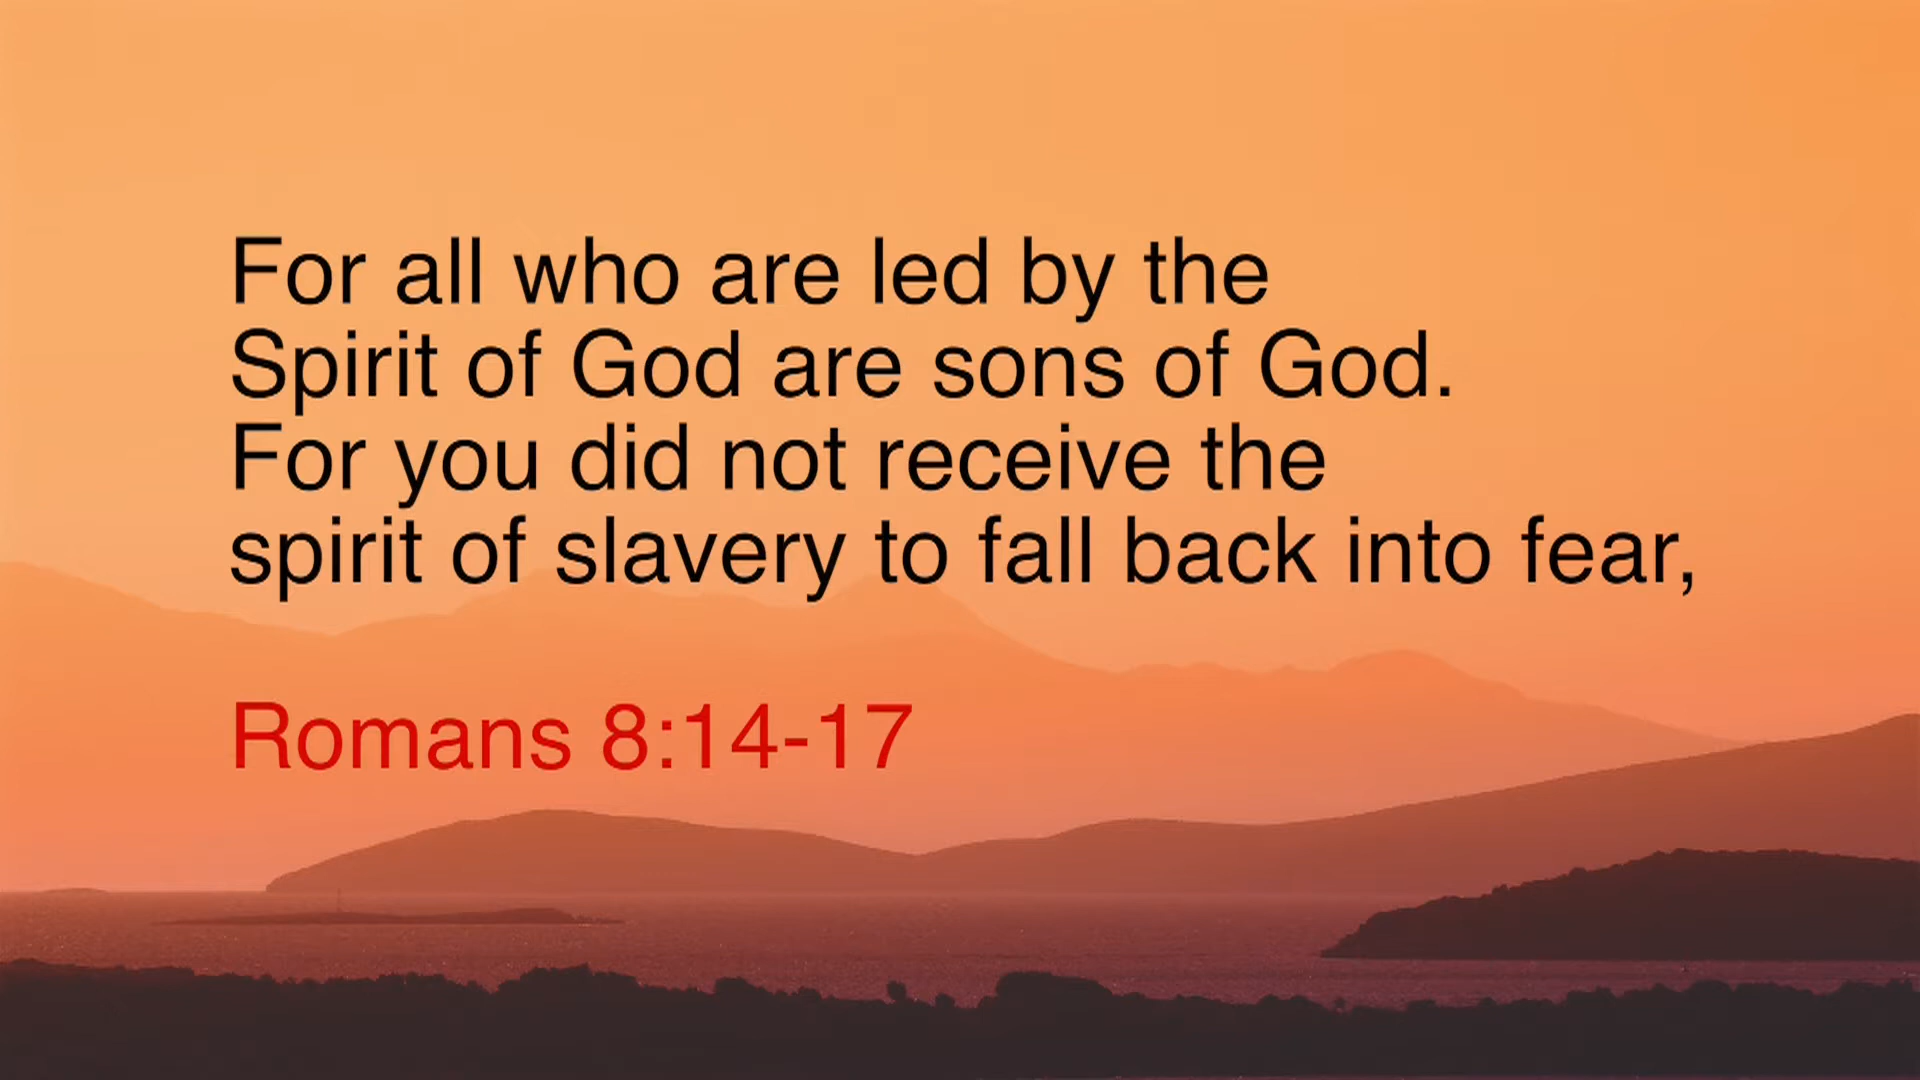 For all who are led by the
Spirit of God are sons of God.
For you did not receive the
spirit of slavery to fall back into fear,
Romans 8:14-17